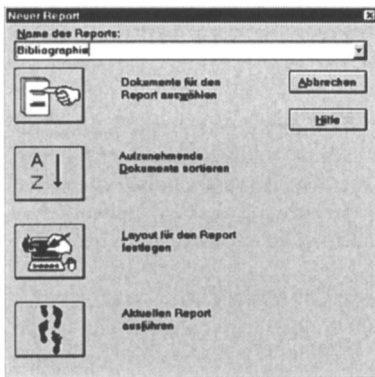 Neuer Report
Name des Reports:
Bibliographie
Dokumente für den
Report auswählen
Abbrechen
Hilfe
A
Z
Aufzunehmende
Dokumente sortieren
Layout für den Report
festlegen
Aktuellen Report
ausführen